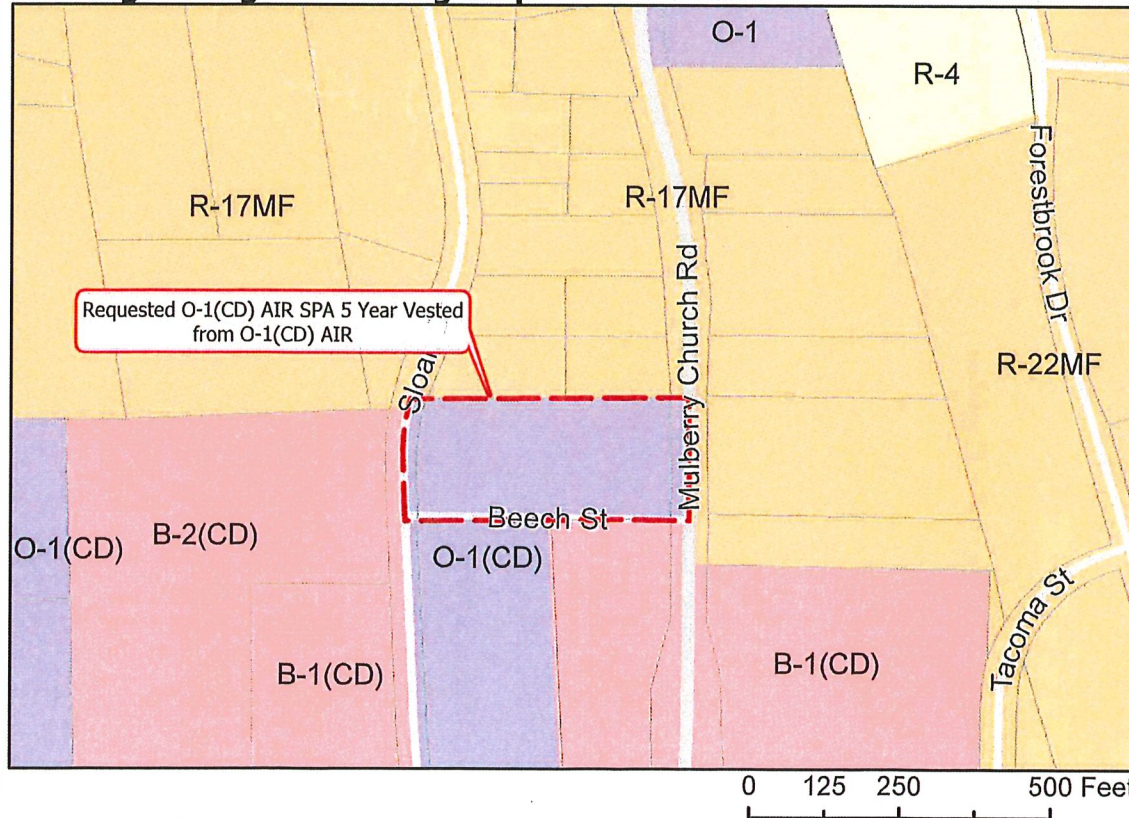 O-1
R-4
R-17MF
R-17MF
Forestbrook Dr
Mulberry Church Rd
Requested O-1(CD) AIR SPA 5 Year Vested
from O-1(CD) AIR
R-22MF
Beech St
O-1(CD)
B-2(CD)
O-1(CD)
B-1(CD)
B-1(CD)
Tacoma St
0 125 250 500 Feet